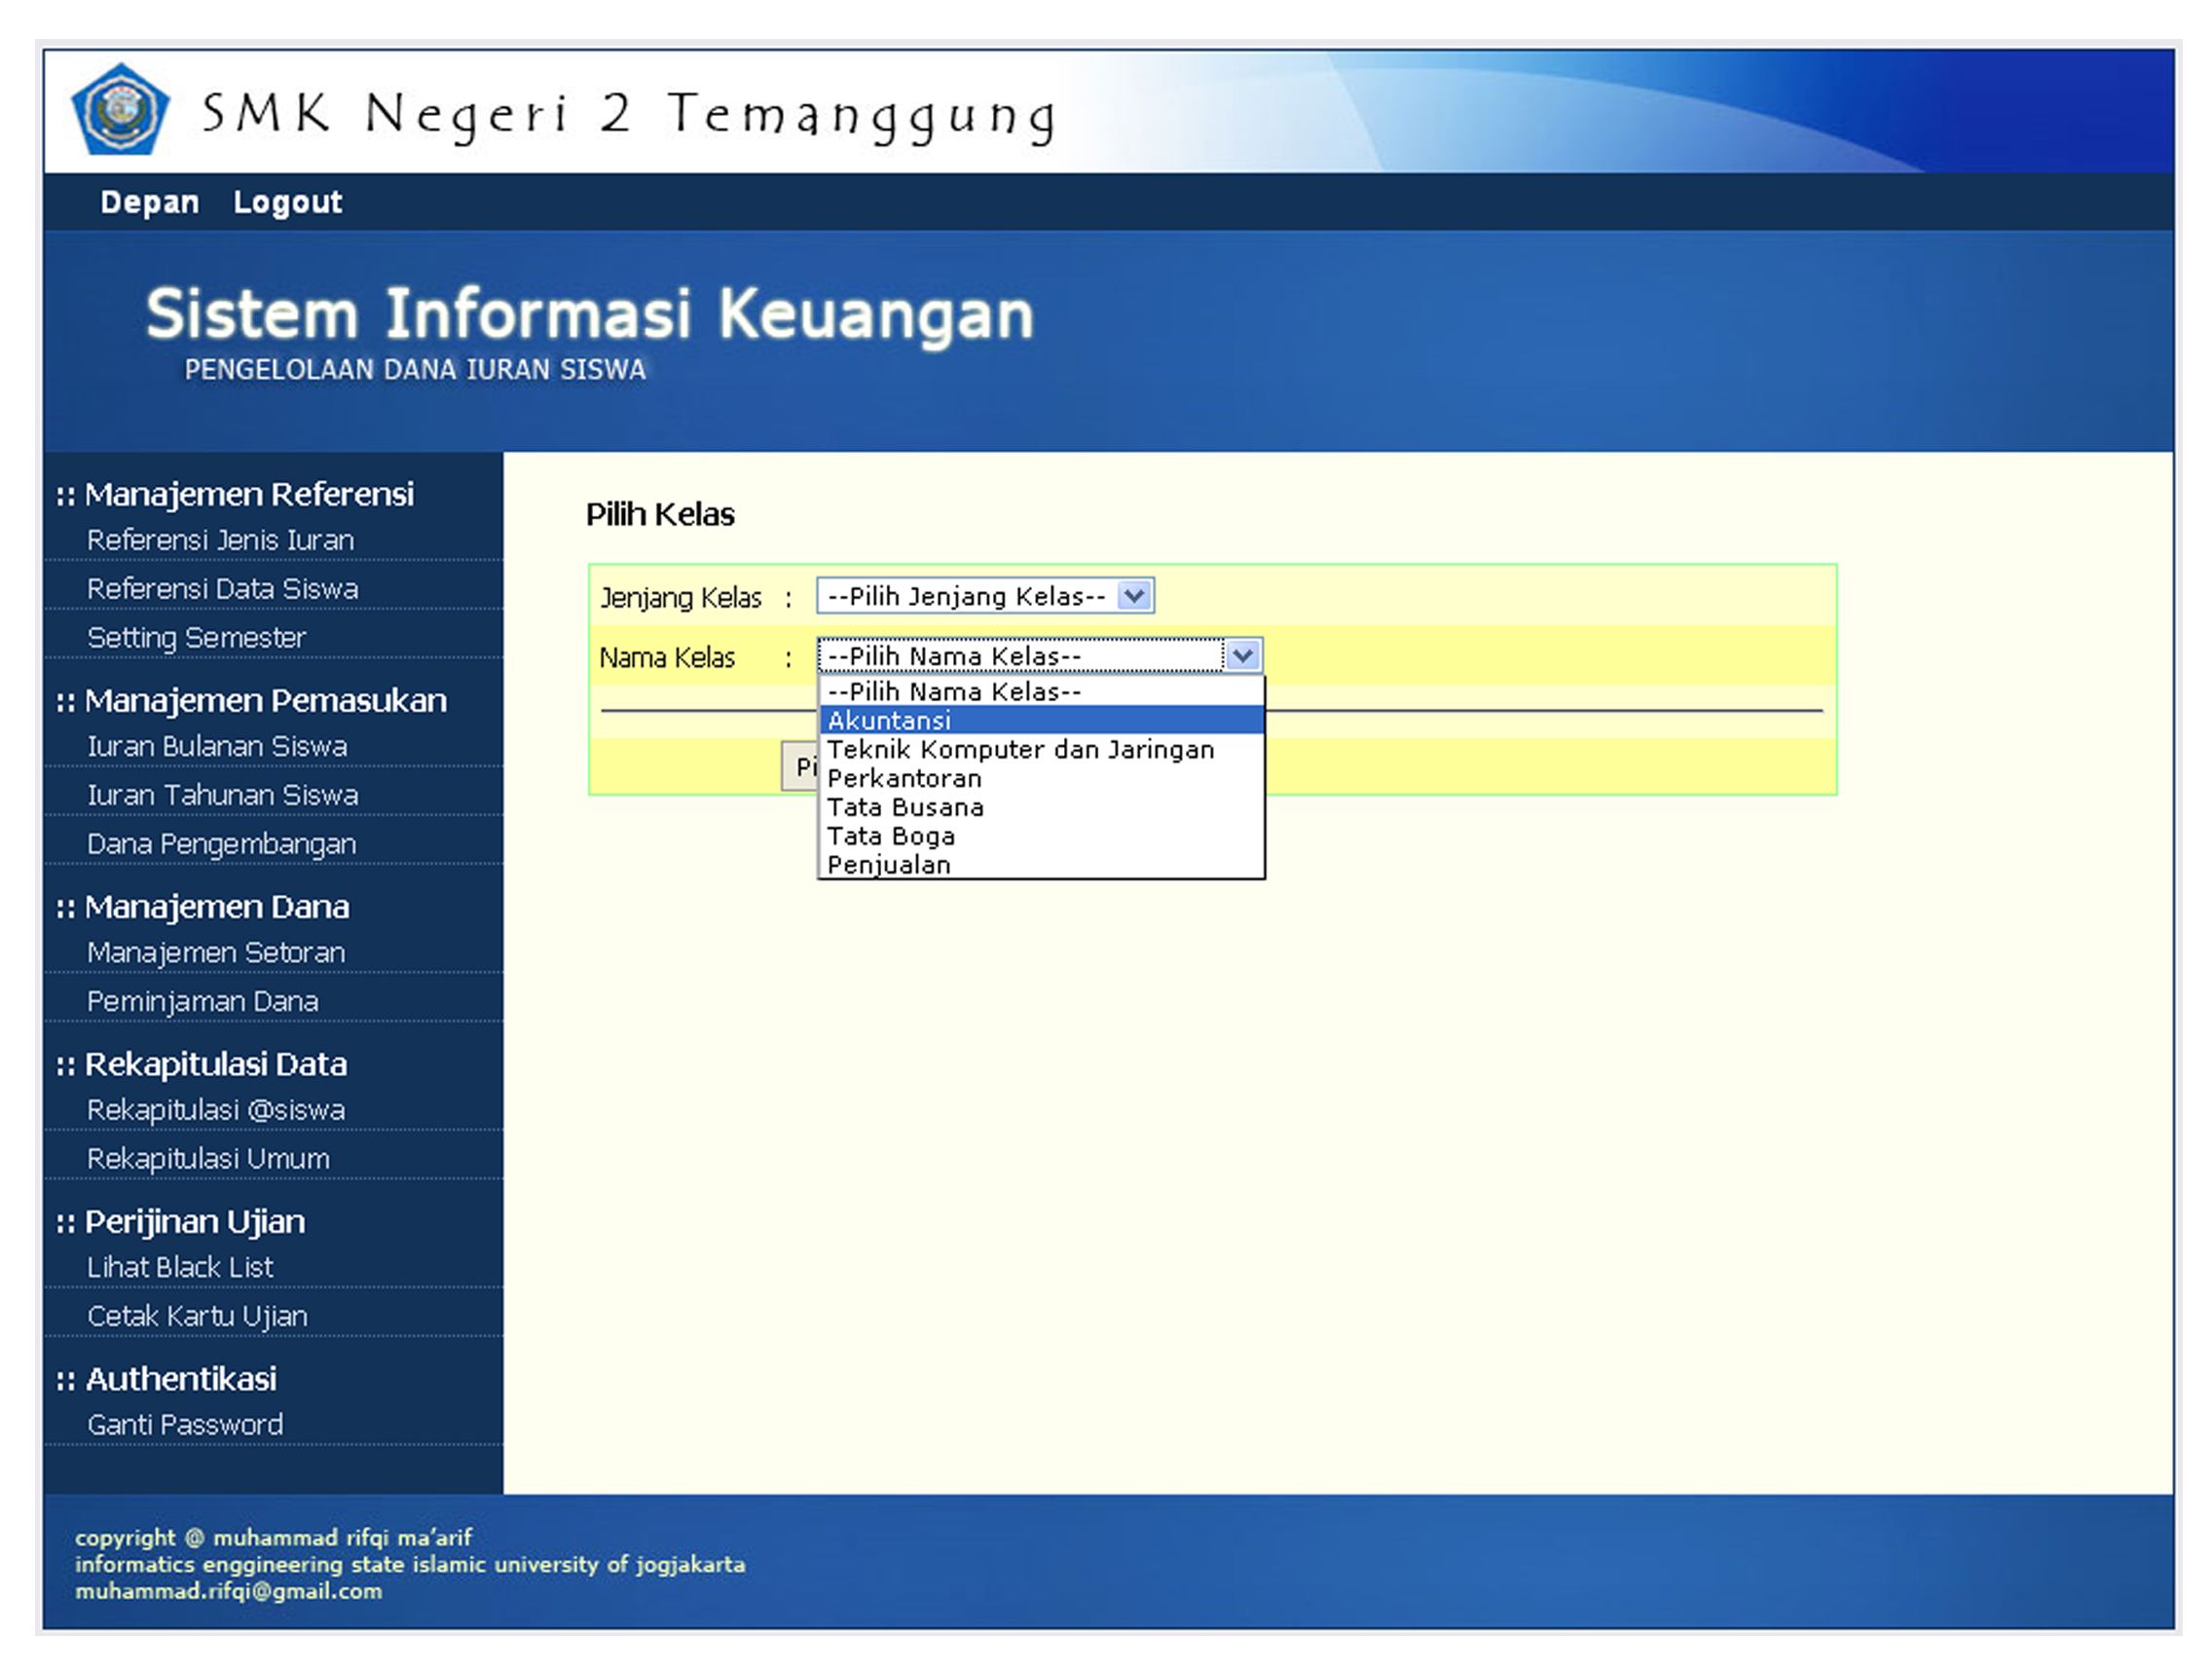 SMK Negeri 2 Temanggung
Depan Logout
Sistem Informasi Keuangan
PENGELOLAAN DANA IURAN SISWA
:: Manajemen Referensi
Referensi Jenis Iuran
Referensi Data Siswa
Setting Semester
:: Manajemen Pemasukan
Iuran Bulanan Siswa
Iuran Tahunan Siswa
Dana Pengembangan
:: Manajemen Dana
Manajemen Setoran
Peminjaman Dana
:: Rekapitulasi Data
Rekapitulasi @siswa
Rekapitulasi Umum
:: Perijinan Ujian
Lihat Black List
Cetak Kartu Ujian
:: Authentikasi
Ganti Password
Pilih Kelas
Jenjang Kelas : --Pilih Jenjang Kelas--
Nama Kelas : --Pilih Nama Kelas--
--Pilih Nama Kelas--
Akuntansi
Teknik Komputer dan Jaringan
Perkantoran
Tata Busana
Tata Boga
Penjualan
copyright @ muhammad rifqi ma'arif
informatics enggineering state islamic university of jogjakarta
muhammad.rifqi@gmail.com